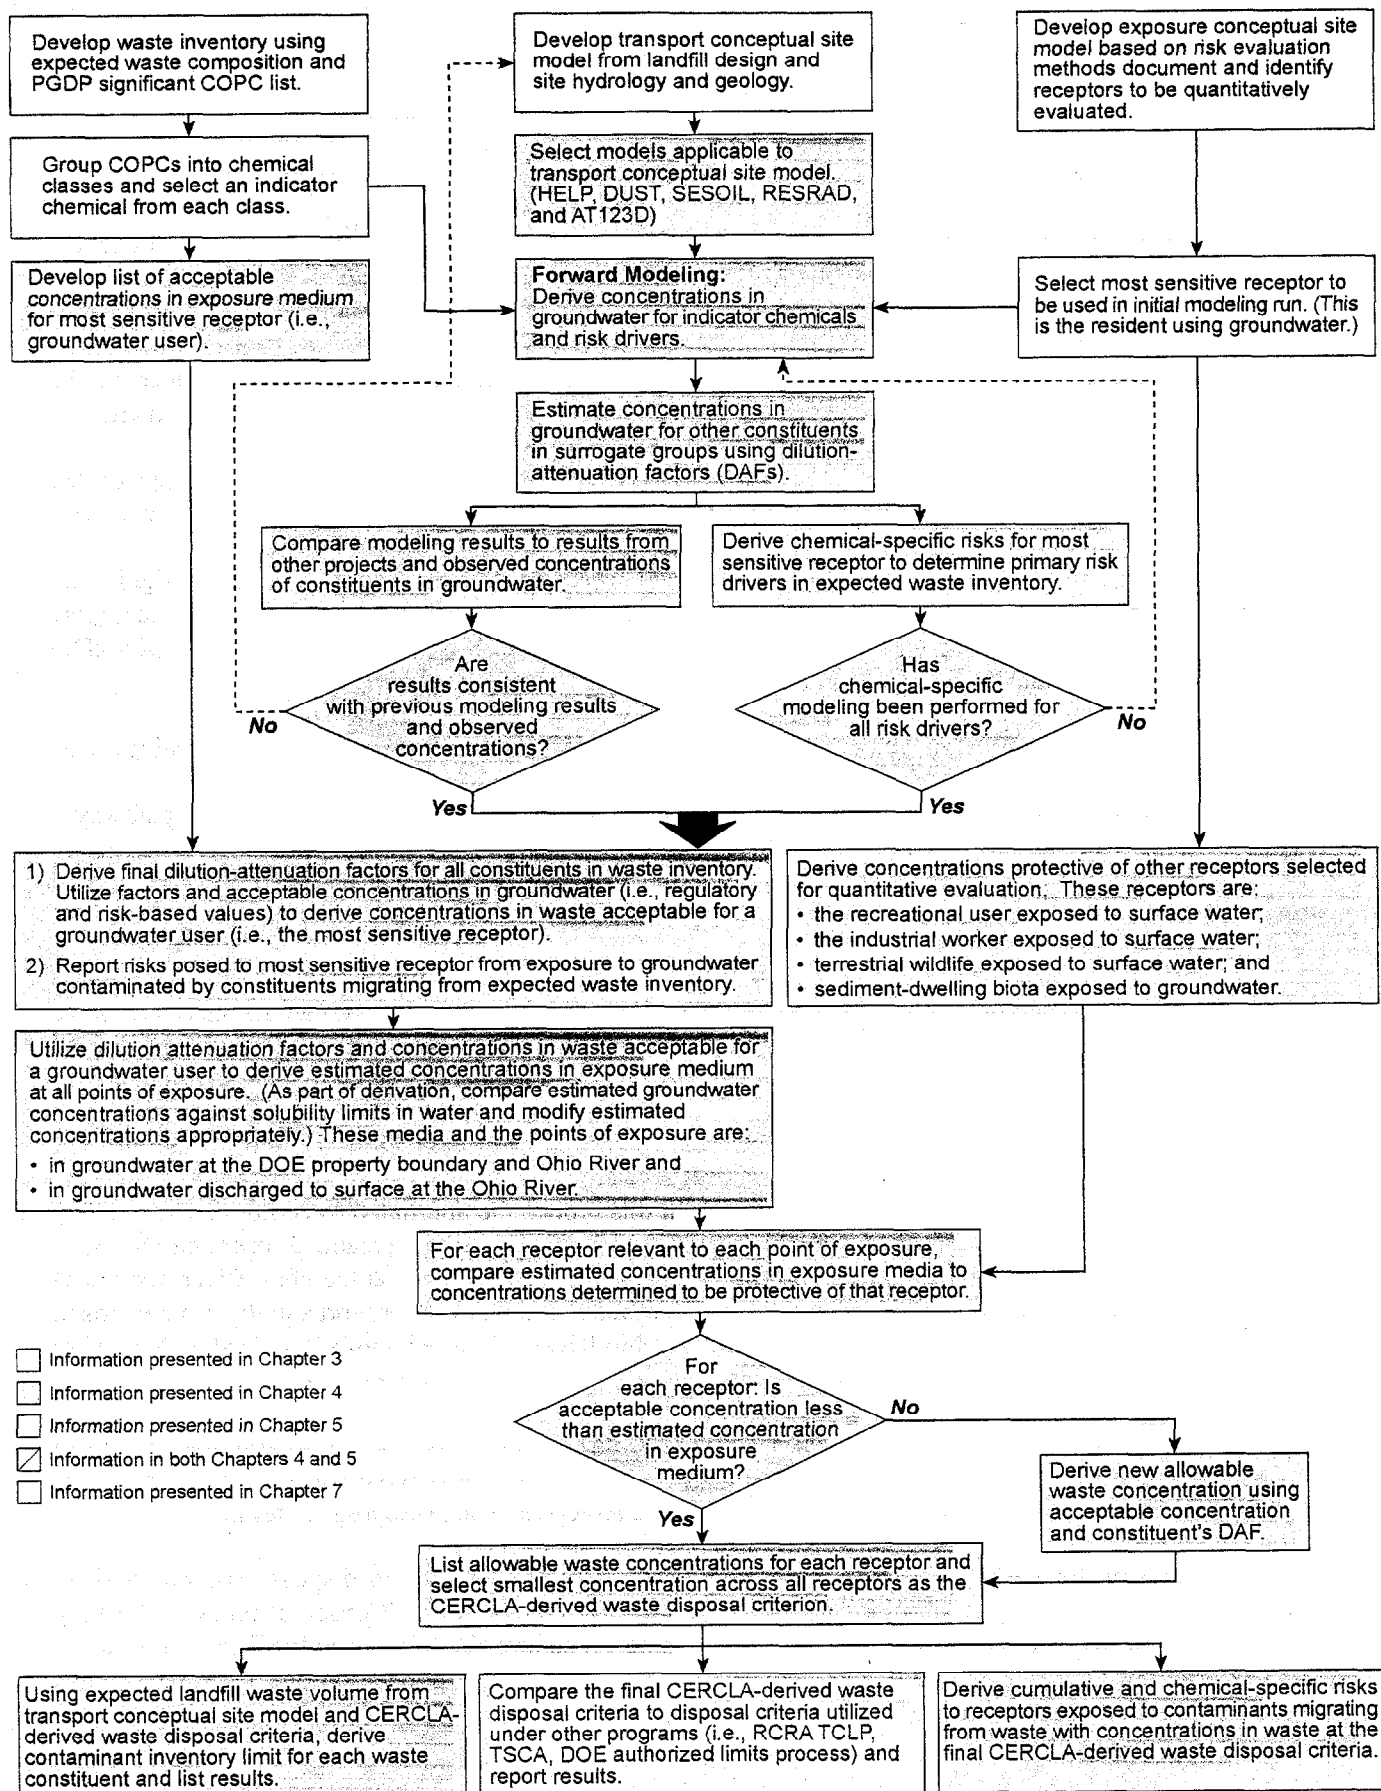 Develop waste inventory using
expected waste composition and
PGDP significant COPC list.
Develop transport conceptual site
model from landfill design and
site hydrology and geology.
Develop exposure conceptual site
model based on risk evaluation
methods document and identify
receptors to be quantitatively
evaluated.
Group COPCs into chemical
classes and select an indicator
chemical from each class.
Select models applicable to
transport conceptual site model.
(HELP, DUST, SESOIL, RESRAD,
and AT123D)
Develop list of acceptable
concentrations in exposure medium
for most sensitive receptor (i.e.,
groundwater user).
Forward Modeling:
Derive concentrations in
groundwater for indicator chemicals
and risk drivers.
Select most sensitive receptor to
be used in initial modeling run. (This
is the resident using groundwater.)
Estimate concentrations in
groundwater for other constituents
in surrogate groups using dilution-
attenuation factors (DAFs).
Compare modeling results to results from
other projects and observed concentrations
of constituents in groundwater.
Derive chemical-specific risks for most
sensitive receptor to determine primary risk
drivers in expected waste inventory.
Are
results consistent
with previous modeling results
and observed
concentrations?
No
Yes
Has
chemical-specific
modeling been performed for
all risk drivers?
No
Yes
1) Derive final dilution-attenuation factors for all constituents in waste inventory.
Utilize factors and acceptable concentrations in groundwater (i.e., regulatory
and risk-based values) to derive concentrations in waste acceptable for a
groundwater user (i.e., the most sensitive receptor).
2) Report risks posed to most sensitive receptor from exposure to groundwater
contaminated by constituents migrating from expected waste inventory.
Derive concentrations protective of other receptors selected
for quantitative evaluation. These receptors are:
• the recreational user exposed to surface water;
• the industrial worker exposed to surface water;
• terrestrial wildlife exposed to surface water; and
• sediment-dwelling biota exposed to groundwater.
Utilize dilution attenuation factors and concentrations in waste acceptable for
a groundwater user to derive estimated concentrations in exposure medium
at all points of exposure. (As part of derivation, compare estimated groundwater
concentrations against solubility limits in water and modify estimated
concentrations appropriately.) These media and the points of exposure are:
• in groundwater at the DOE property boundary and Ohio River and
• in groundwater discharged to surface at the Ohio River.
For each receptor relevant to each point of exposure,
compare estimated concentrations in exposure media to
concentrations determined to be protective of that receptor.
Information presented in Chapter 3
Information presented in Chapter 4
Information presented in Chapter 5
Information in both Chapters 4 and 5
Information presented in Chapter 7
For
each receptor: Is
acceptable concentration less
than estimated concentration
in exposure
medium?
No
Yes
Derive new allowable
waste concentration using
acceptable concentration
and constituent's DAF.
List allowable waste concentrations for each receptor and
select smallest concentration across all receptors as the
CERCLA-derived waste disposal criterion.
Using expected landfill waste volume from
transport conceptual site model and CERCLA-
derived waste disposal criteria, derive
contaminant inventory limit for each waste
constituent and list results.
Compare the final CERCLA-derived waste
disposal criteria to disposal criteria utilized
under other programs (i.e., RCRA TCLP,
TSCA, DOE authorized limits process) and
report results.
Derive cumulative and chemical-specific risks
to receptors exposed to contaminants migrating
from waste with concentrations in waste at the
final CERCLA-derived waste disposal criteria.